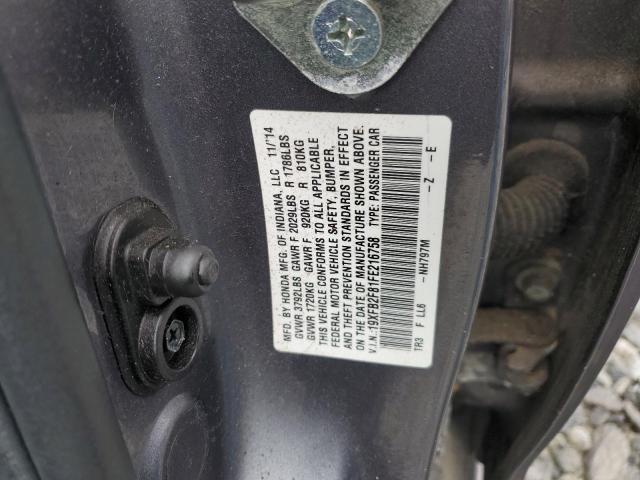 MFD. BY HONDA MFG. OF INDIANA, LLC 11/'14
GVWR 3792LBS GAWR F 2029LBS R 1786LBS
GVWR 1720KG GAWR F 920KG R 810KG
THIS VEHICLE CONFORMS TO ALL APPLICABLE
FEDERAL MOTOR VEHICLE SAFETY, BUMPER,
AND THEFT PREVENTION STANDARDS IN EFFECT
ON THE DATE OF MANUFACTURE SHOWN ABOVE.
V.I.N.:19XFB2F81FE216758 TYPE: PASSENGER CAR
TR3 F LL6 -NH797M -Z -E